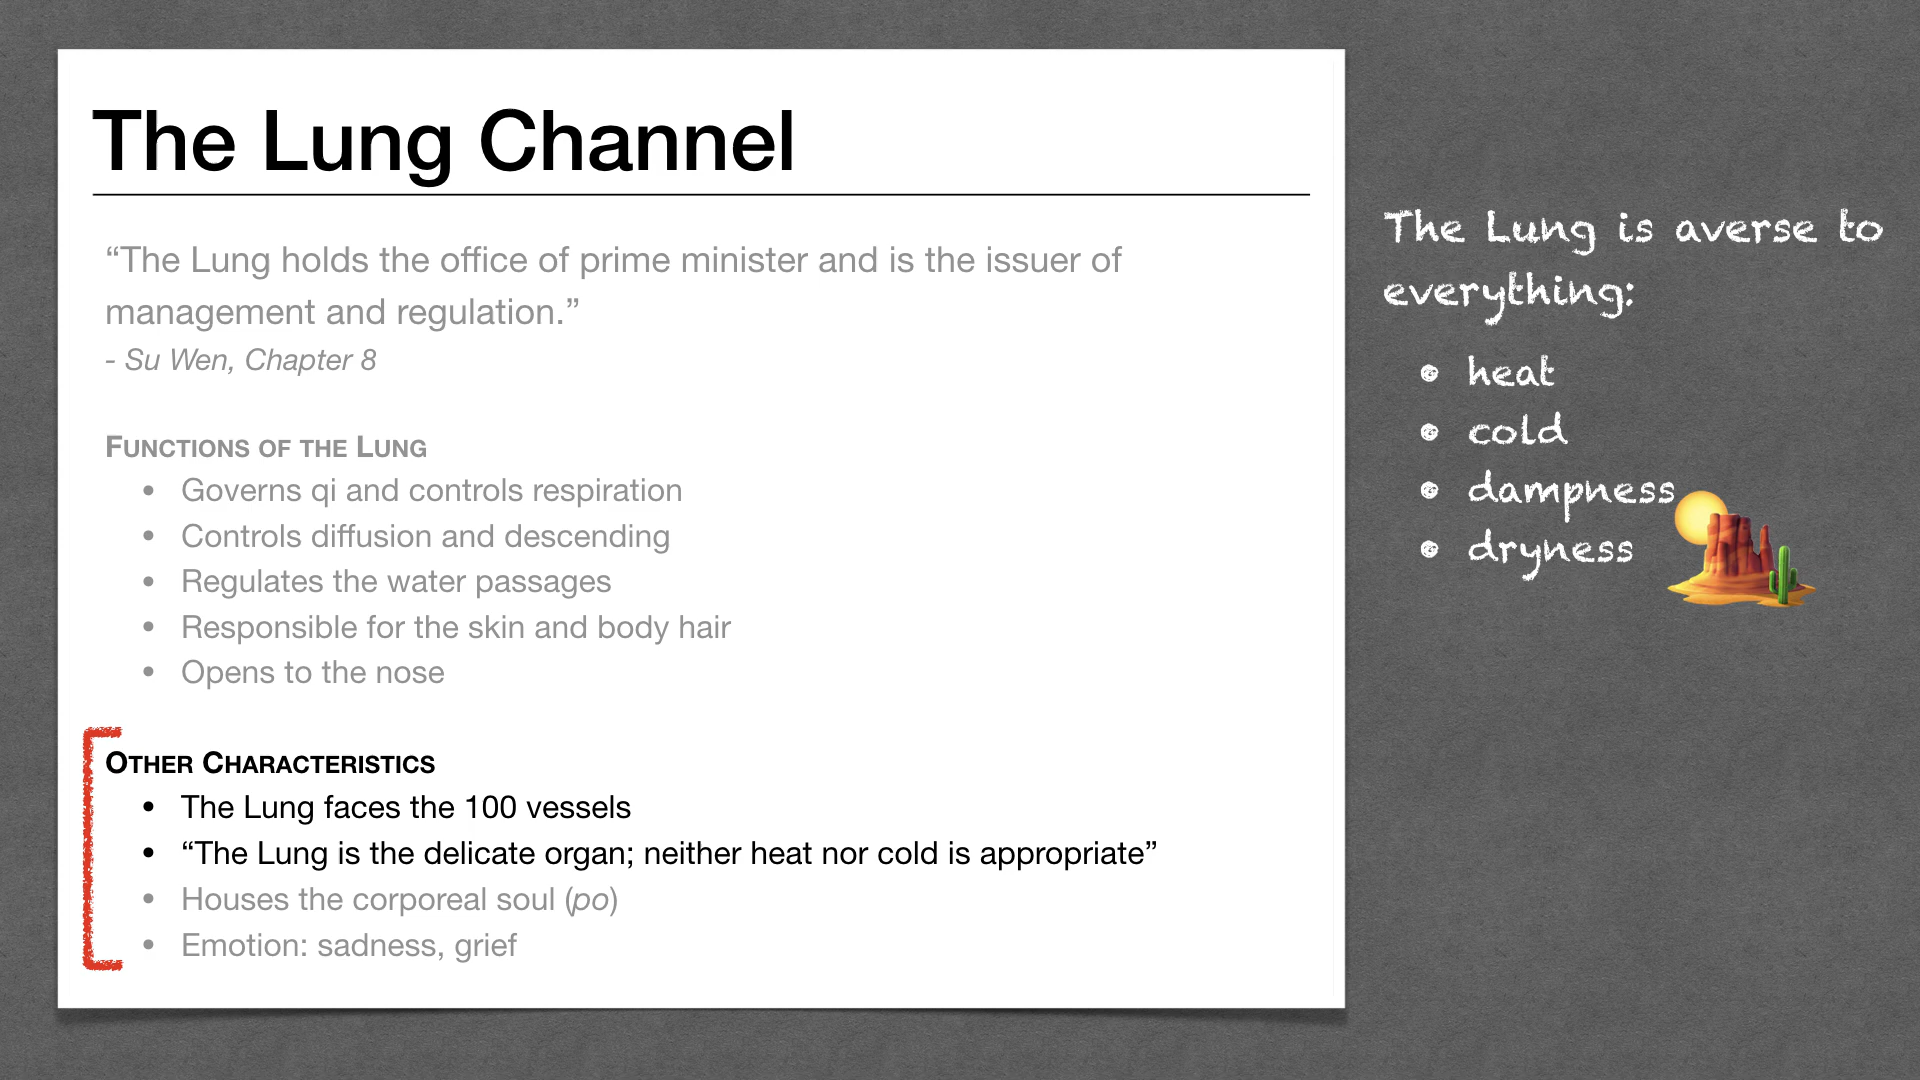 The Lung Channel
“The Lung holds the office of prime minister and is the issuer of
management and regulation.”
- Su Wen, Chapter 8
FUNCTIONS OF THE LUNG
• Governs qi and controls respiration
• Controls diffusion and descending
• Regulates the water passages
• Responsible for the skin and body hair
• Opens to the nose
OTHER CHARACTERISTICS
• The Lung faces the 100 vessels
• “The Lung is the delicate organ; neither heat nor cold is appropriate”
• Houses the corporeal soul (po)
• Emotion: sadness, grief
The Lung is averse to
everything:
• heat
• cold
• dampness
• dryness